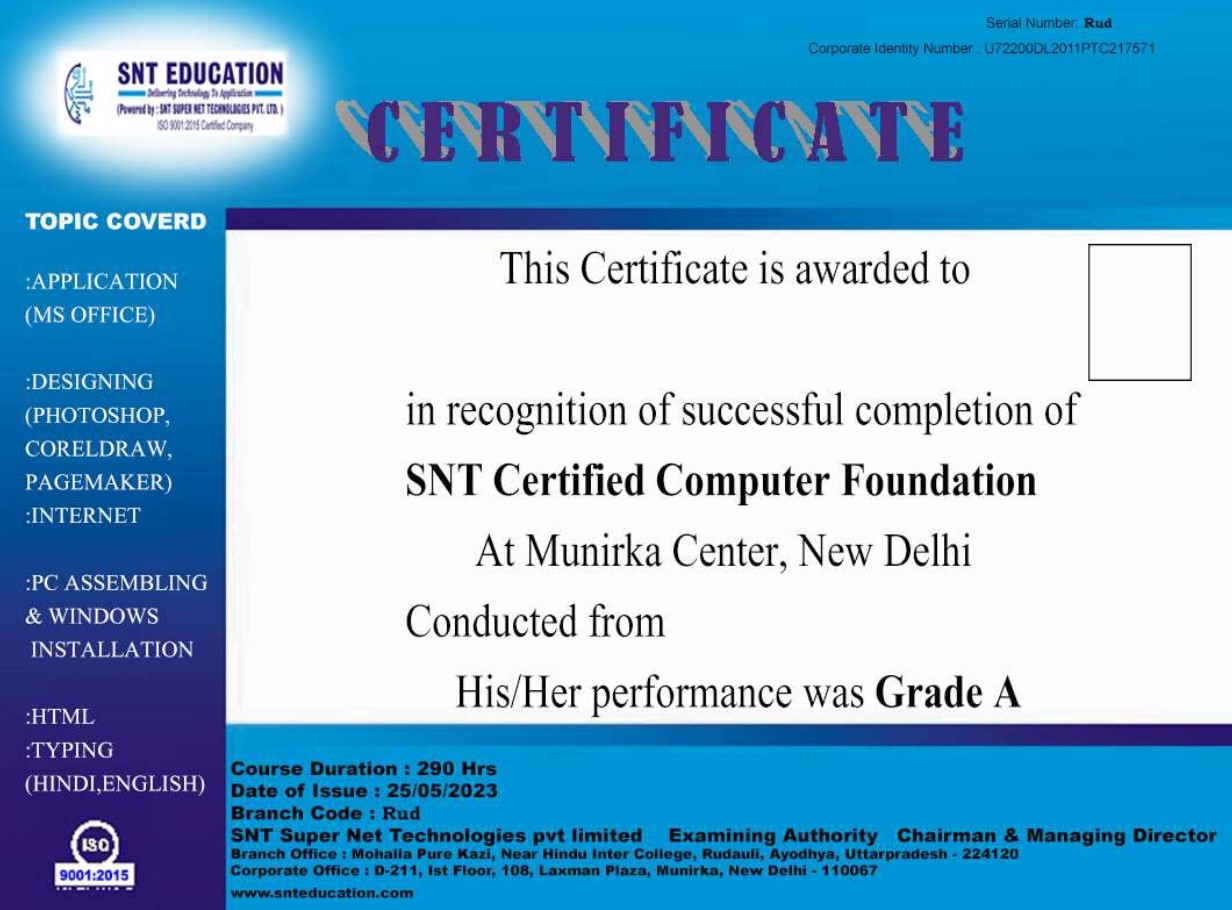 Serial Number: Rud
Corporate Identity Number : U72200DL2011PTC217571
SNT EDUCATION
Delivering Technology To Application
(Powered by : SNT SUPER NET TECHNOLOGIES PVT. LTD. )
ISO 9001:2015 Certified Company
CERTIFICATE
TOPIC COVERD
:APPLICATION
(MS OFFICE)
:DESIGNING
(PHOTOSHOP,
CORELDRAW,
PAGEMAKER)
:INTERNET
:PC ASSEMBLING
& WINDOWS
INSTALLATION
:HTML
:TYPING
(HINDI,ENGLISH)
ISO
9001:2015
This Certificate is awarded to
in recognition of successful completion of
SNT Certified Computer Foundation
At Munirka Center, New Delhi
Conducted from
His/Her performance was Grade A
Course Duration : 290 Hrs
Date of Issue : 25/05/2023
Branch Code : Rud
SNT Super Net Technologies pvt limited Examining Authority Chairman & Managing Director
Branch Office : Mohalla Pure Kazi, Near Hindu Inter College, Rudauli, Ayodhya, Uttarpradesh - 224120
Corporate Office : D-211, Ist Floor, 108, Laxman Plaza, Munirka, New Delhi - 110067
www.snteducation.com